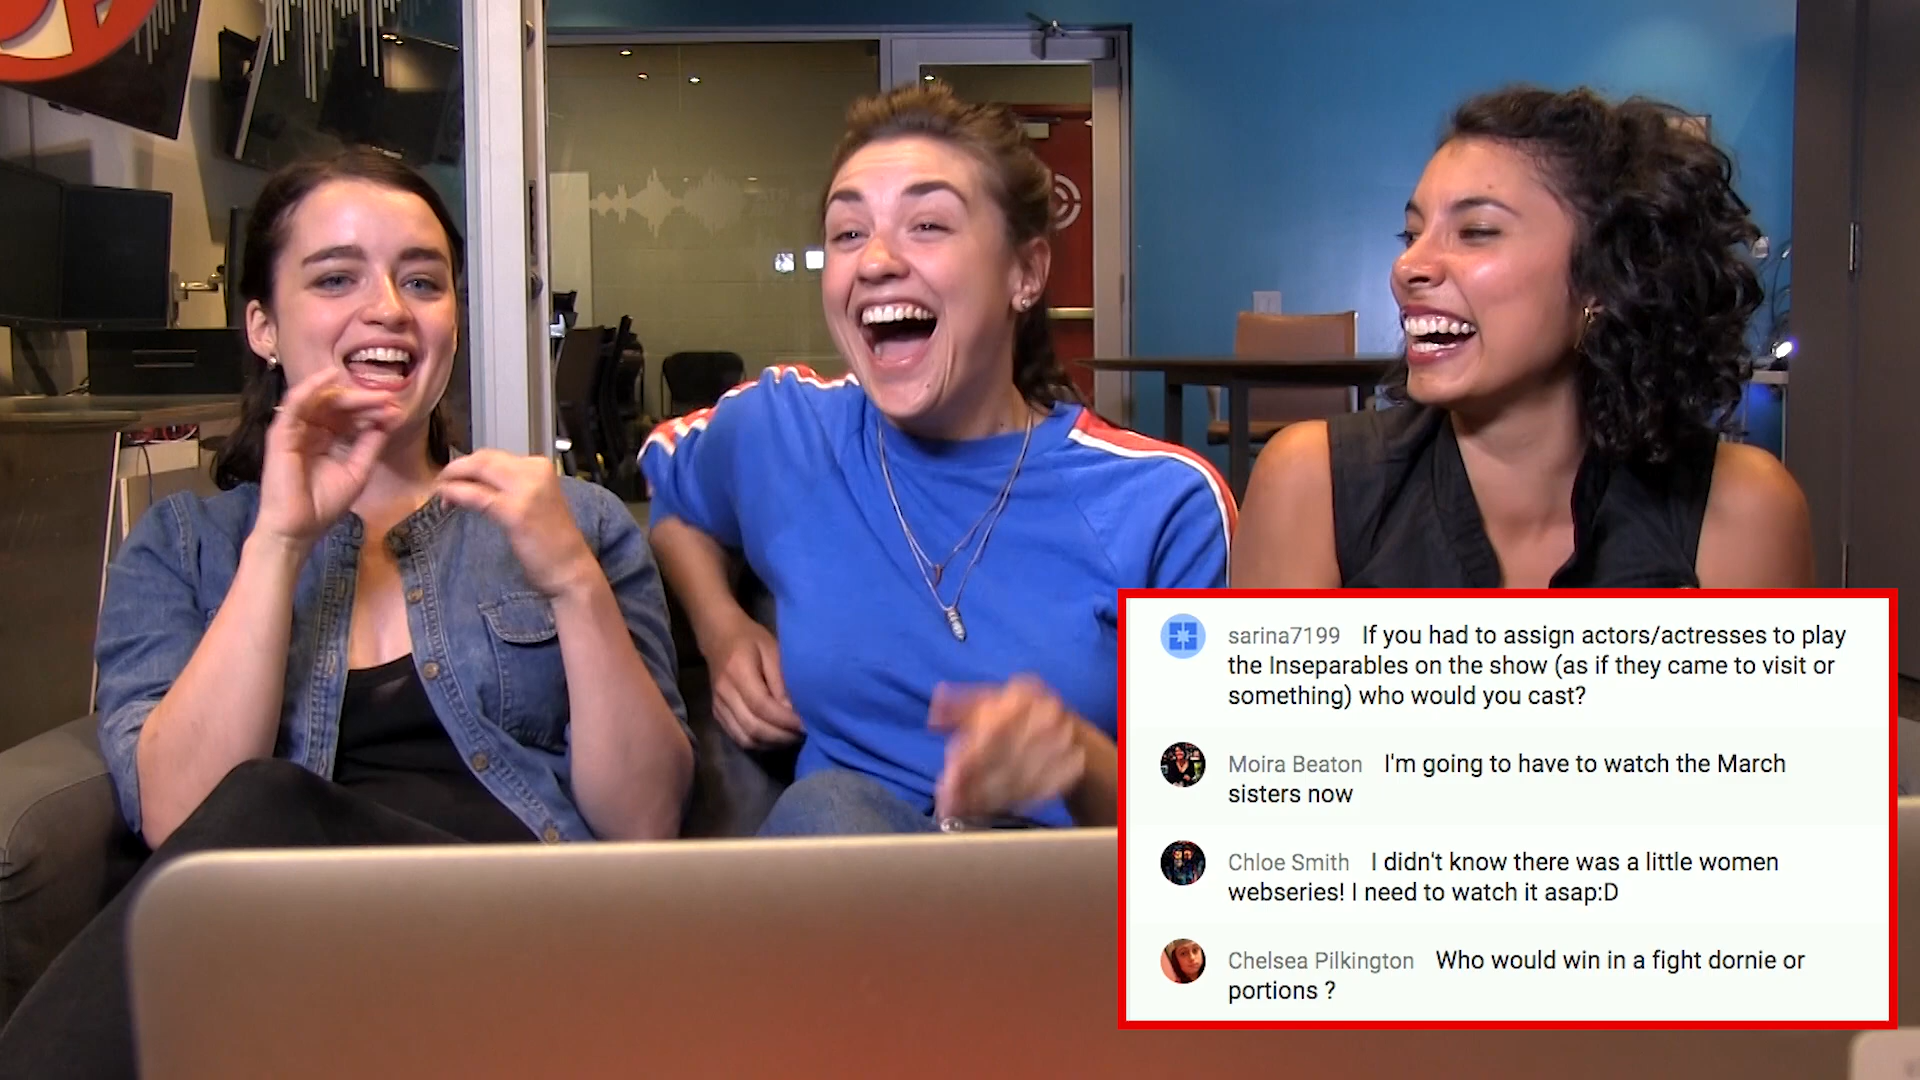 sarina7199 If you had to assign actors/actresses to play
the Inseparables on the show (as if they came to visit or
something) who would you cast?
Moira Beaton I'm going to have to watch the March
sisters now
Chloe Smith I didn't know there was a little women
webseries! I need to watch it asap:D
Chelsea Pilkington Who would win in a fight dornie or
portions ?